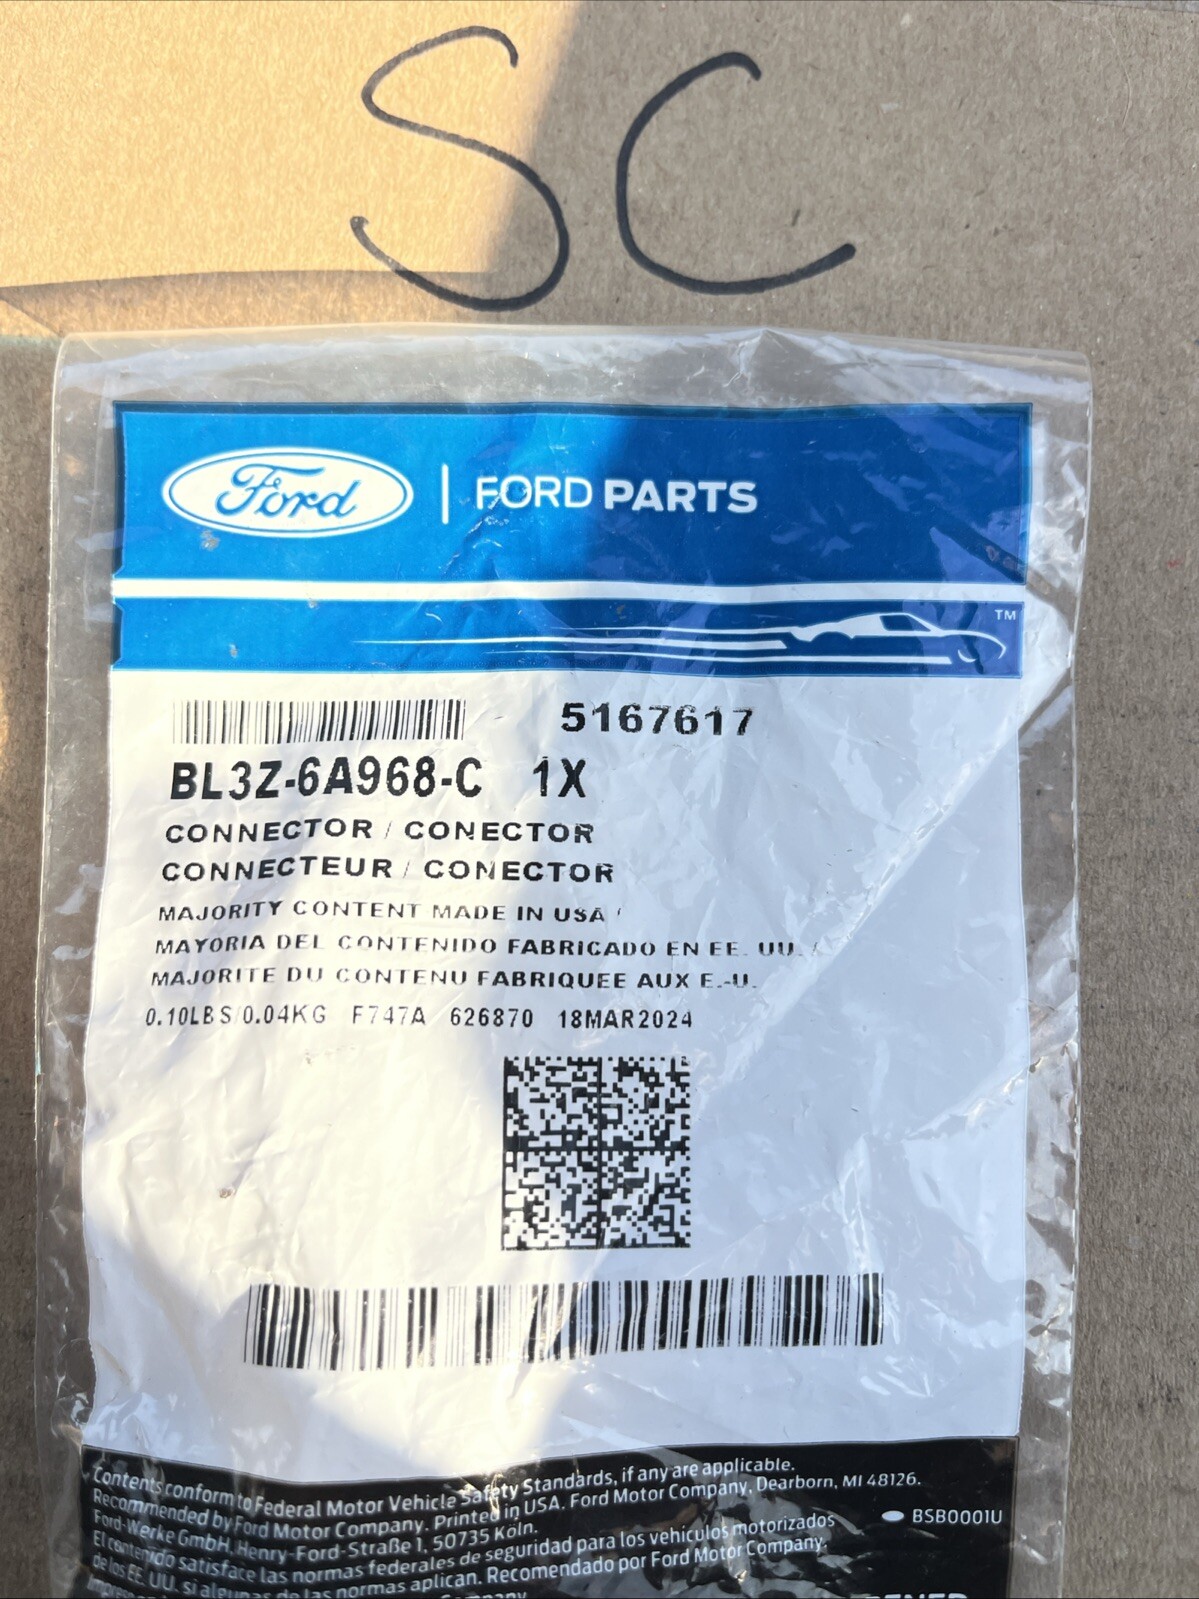 SC
Ford | FORD PARTS
TM
5167617
BL3Z-6A968-C 1X
CONNECTOR / CONECTOR
CONNECTEUR / CONECTOR
MAJORITY CONTENT MADE IN USA /
MAYORIA DEL CONTENIDO FABRICADO EN EE. UU. /
MAJORITE DU CONTENU FABRIQUEE AUX E.-U.
0.10LBS/0.04KG F747A 626870 18MAR2024
Contents conform to Federal Motor Vehicle Safety Standards, if any are applicable.
Recommended by Ford Motor Company. Printed in USA. Ford Motor Company, Dearborn, MI 48126.
Ford-Werke GmbH, Henry-Ford-Straße 1, 50735 Köln.
BSB0001U
El contenido satisface las normas federales de seguridad para los vehículos motorizados
de los EE. UU. si algunas de las normas aplican. Recomendado por Ford Motor Company.
Company